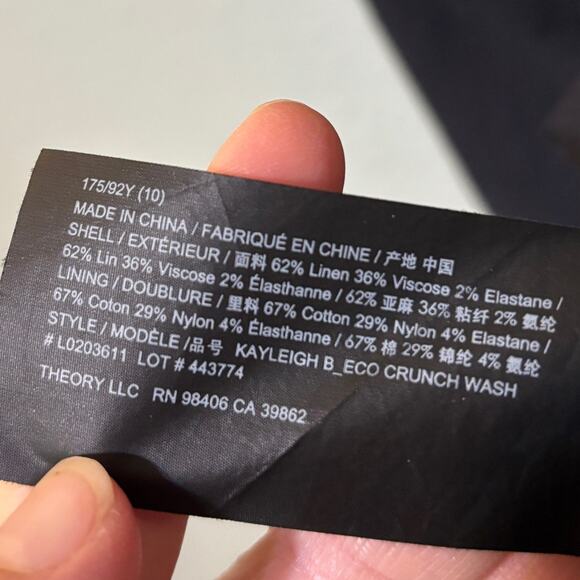 175/92Y (10)
MADE IN CHINA / FABRIQUÉ EN CHINE / 产地 中国
SHELL / EXTÉRIEUR / 面料 62% Linen 36% Viscose 2% Elastane /
62% Lin 36% Viscose 2% Élasthanne / 62% 亚麻 36% 粘纤 2% 氨纶
LINING / DOUBLURE / 里料 67% Cotton 29% Nylon 4% Elastane /
67% Coton 29% Nylon 4% Élasthanne / 67% 棉 29% 锦纶 4% 氨纶
STYLE / MODÈLE /品号 KAYLEIGH B_ECO CRUNCH WASH
# L0203611 LOT # 443774
THEORY LLC RN 98406 CA 39862